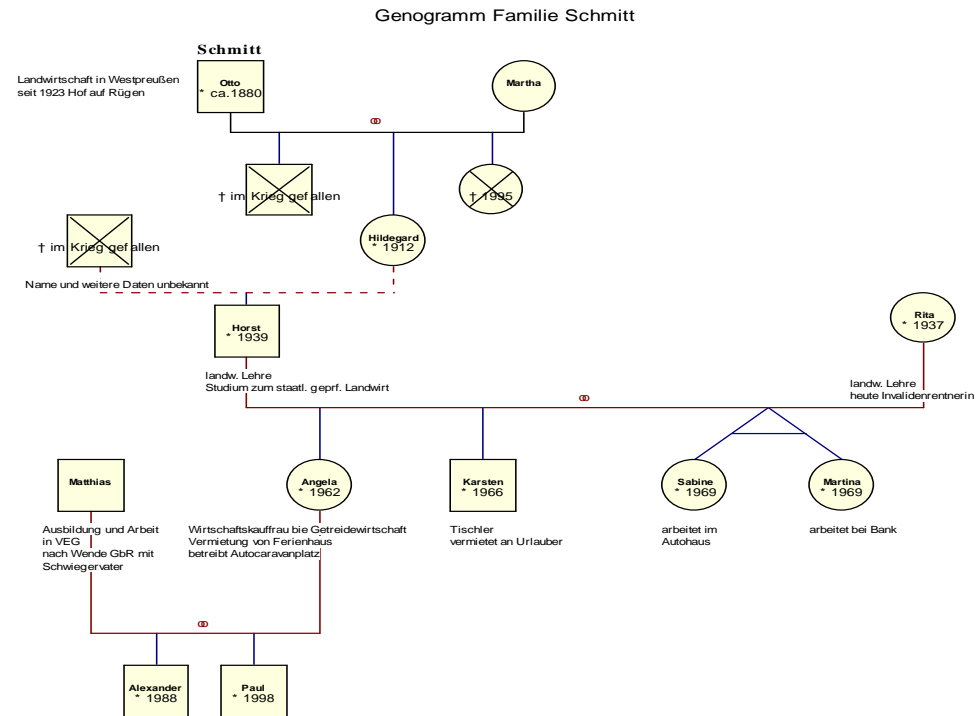 Genogramm Familie Schmitt
Schmitt
Landwirtschaft in Westpreußen
seit 1923 Hof auf Rügen
Otto
* ca.1880
Martha
ꝏ
† im Krieg gefallen
† 1995
† im Krieg gefallen
Hildegard
* 1912
Name und weitere Daten unbekannt
Horst
* 1939
Rita
* 1937
landw. Lehre
Studium zum staatl. geprf. Landwirt
landw. Lehre
heute Invalidenrentnerin
ꝏ
Matthias
Angela
* 1962
Karsten
* 1966
Sabine
* 1969
Martina
* 1969
Ausbildung und Arbeit
in VEG
nach Wende GbR mit
Schwiegervater
Wirtschaftskauffrau bie Getreidewirtschaft
Vermietung von Ferienhaus
betreibt Autocaravanplatz
Tischler
vermietet an Urlauber
arbeitet im
Autohaus
arbeitet bei Bank
ꝏ
Alexander
* 1988
Paul
* 1998